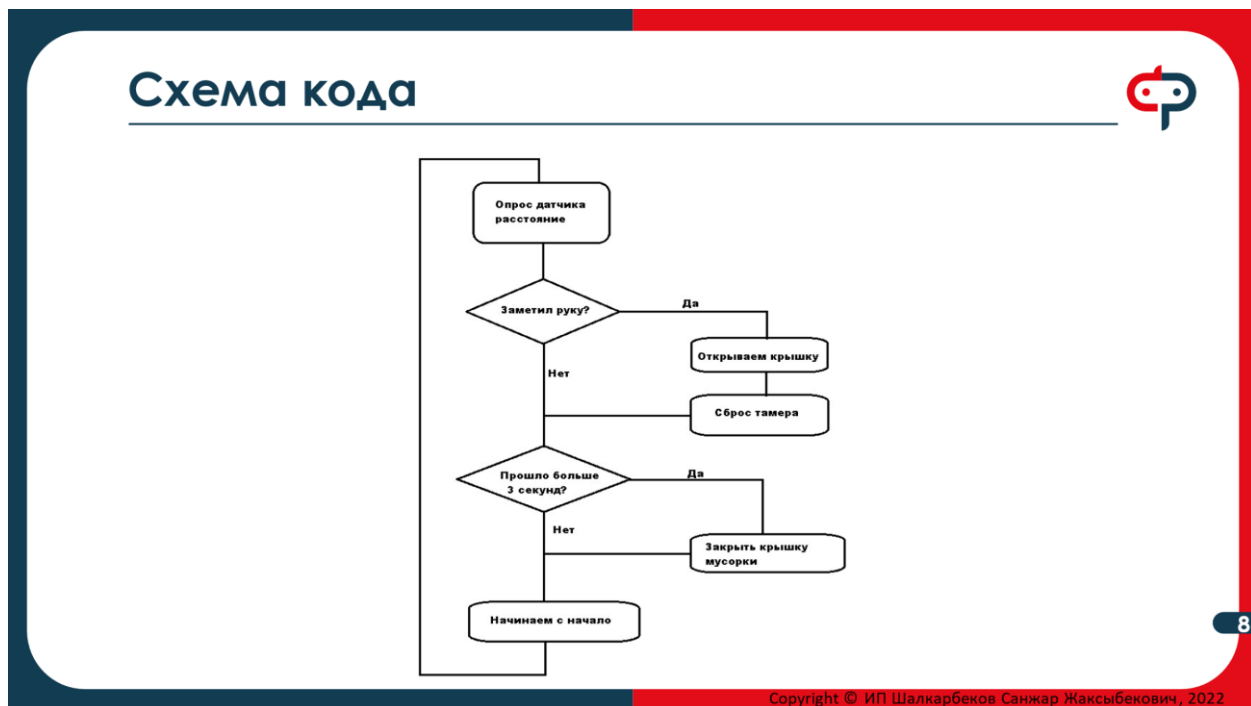 Схема кода
Опрос датчика
расстояние
Заметил руку?
Да
Открываем крышку
Нет
Сброс тамера
Прошло больше
3 секунд?
Да
Нет
Закрыть крышку
мусорки
Начинаем с начало
8
Copyright © ИП Шалкарбеков Санжар Жаксыбекович, 2022